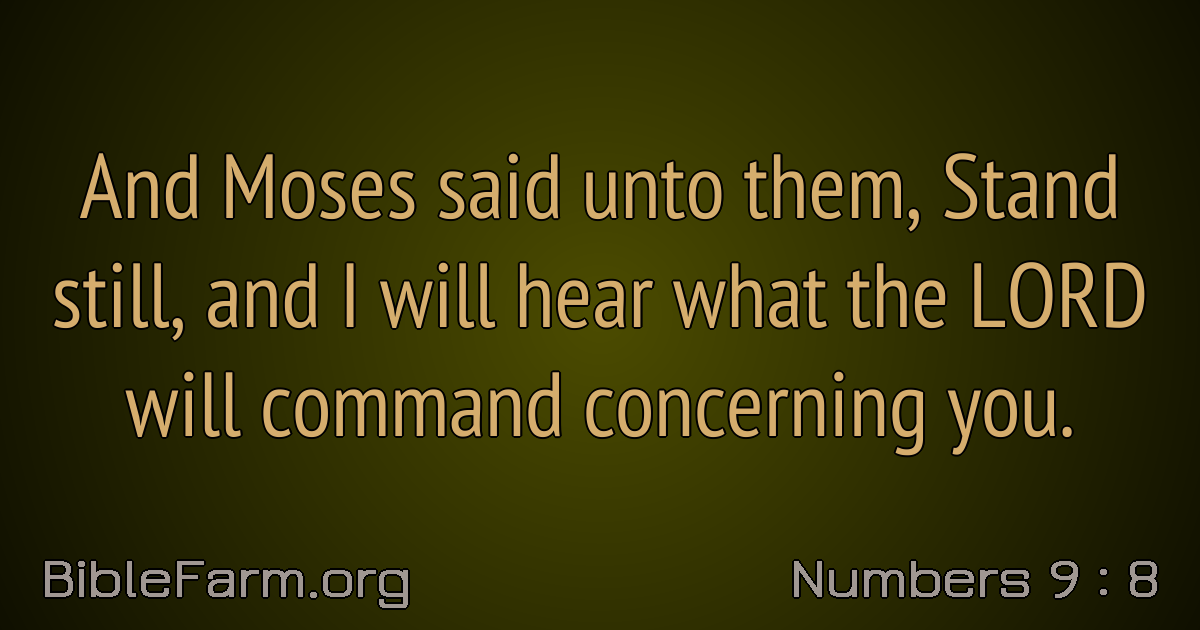 And Moses said unto them, Stand
still, and I will hear what the LORD
will command concerning you.
BibleFarm.org
Numbers 9 : 8